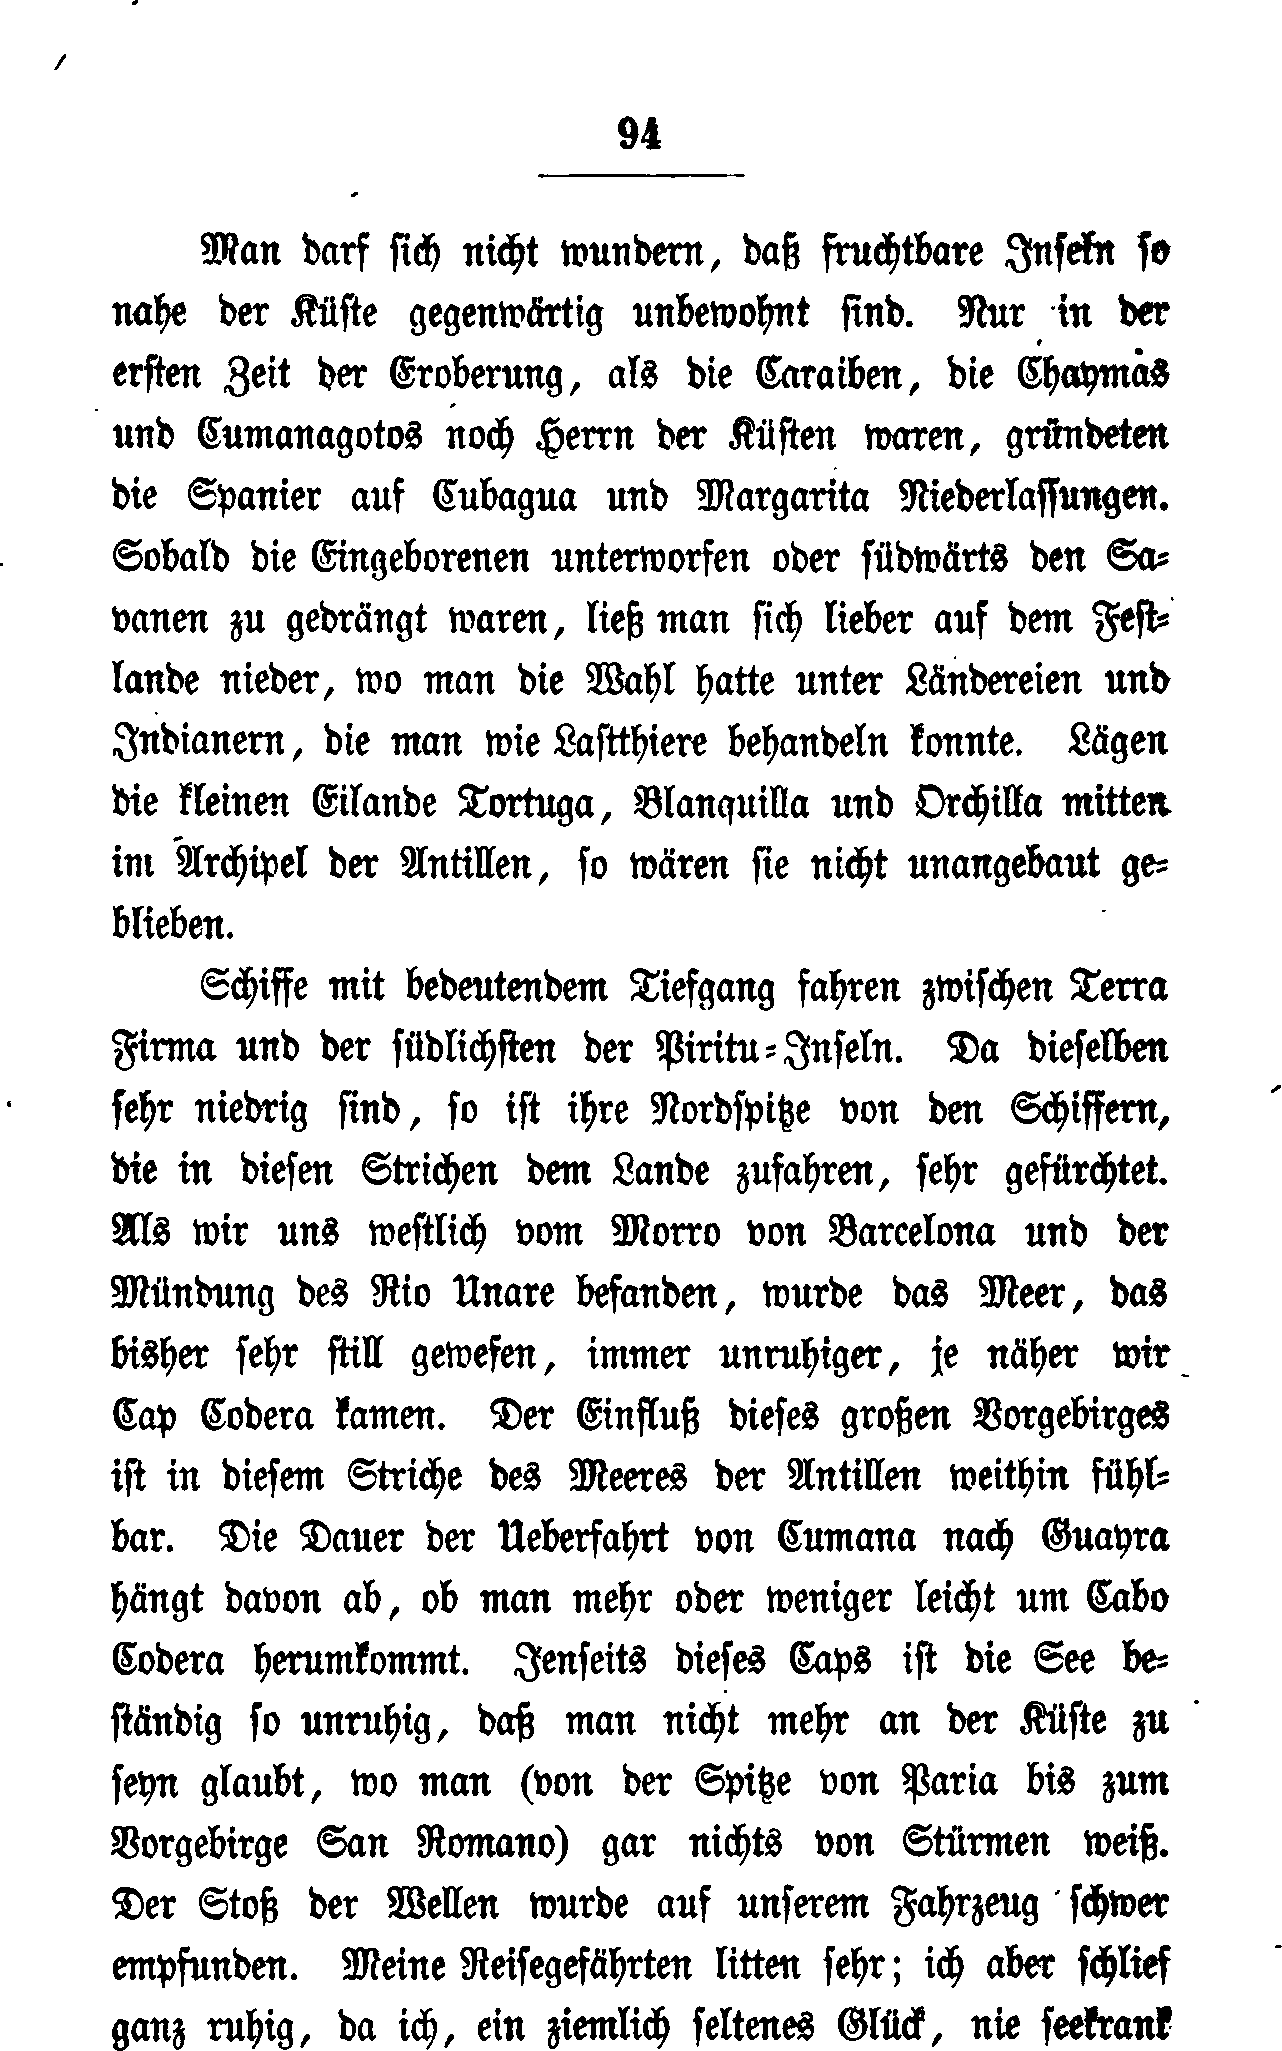 94
Man darf sich nicht wundern, daß fruchtbare Inseln so
nahe der Küste gegenwärtig unbewohnt sind. Nur in der
ersten Zeit der Eroberung, als die Caraiben, die Chaymas
und Cumanagotos noch Herrn der Küsten waren, gründeten
die Spanier auf Cubagua und Margarita Niederlassungen.
Sobald die Eingeborenen unterworfen oder südwärts den Sa-
vanen zu gedrängt waren, ließ man sich lieber auf dem Fest-
lande nieder, wo man die Wahl hatte unter Ländereien und
Indianern, die man wie Lastthiere behandeln konnte. Lägen
die kleinen Eilande Tortuga, Blanquilla und Orchilla mitten
im Archipel der Antillen, so wären sie nicht unangebaut ge-
blieben.
Schiffe mit bedeutendem Tiefgang fahren zwischen Terra
Firma und der südlichsten der Piritu-Inseln. Da dieselben
sehr niedrig sind, so ist ihre Nordspitze von den Schiffern,
die in diesen Strichen dem Lande zufahren, sehr gefürchtet.
Als wir uns westlich vom Morro von Barcelona und der
Mündung des Rio Unare befanden, wurde das Meer, das
bisher sehr still gewesen, immer unruhiger, je näher wir
Cap Codera kamen. Der Einfluß dieses großen Vorgebirges
ist in diesem Striche des Meeres der Antillen weithin fühl-
bar. Die Dauer der Ueberfahrt von Cumana nach Guayra
hängt davon ab, ob man mehr oder weniger leicht um Cabo
Codera herumkommt. Jenseits dieses Caps ist die See be-
ständig so unruhig, daß man nicht mehr an der Küste zu
seyn glaubt, wo man (von der Spitze von Paria bis zum
Vorgebirge San Romano) gar nichts von Stürmen weiß.
Der Stoß der Wellen wurde auf unserem Fahrzeug schwer
empfunden. Meine Reisegefährten litten sehr; ich aber schlief
ganz ruhig, da ich, ein ziemlich seltenes Glück, nie seekrank